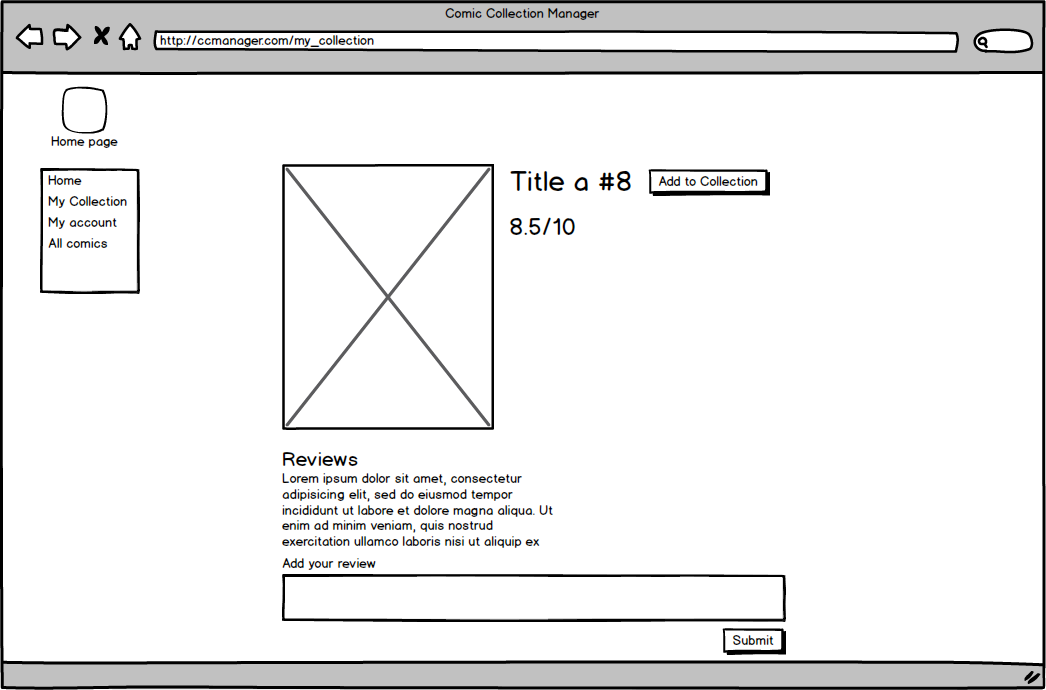 Comic Collection Manager
http://ccmanager.com/my_collection
Home page
Home
My Collection
My account
All comics
Title a #8
Add to Collection
8.5/10
Reviews
Lorem ipsum dolor sit amet, consectetur
adipisicing elit, sed do eiusmod tempor
incididunt ut labore et dolore magna aliqua. Ut
enim ad minim veniam, quis nostrud
exercitation ullamco laboris nisi ut aliquip ex
Add your review
Submit